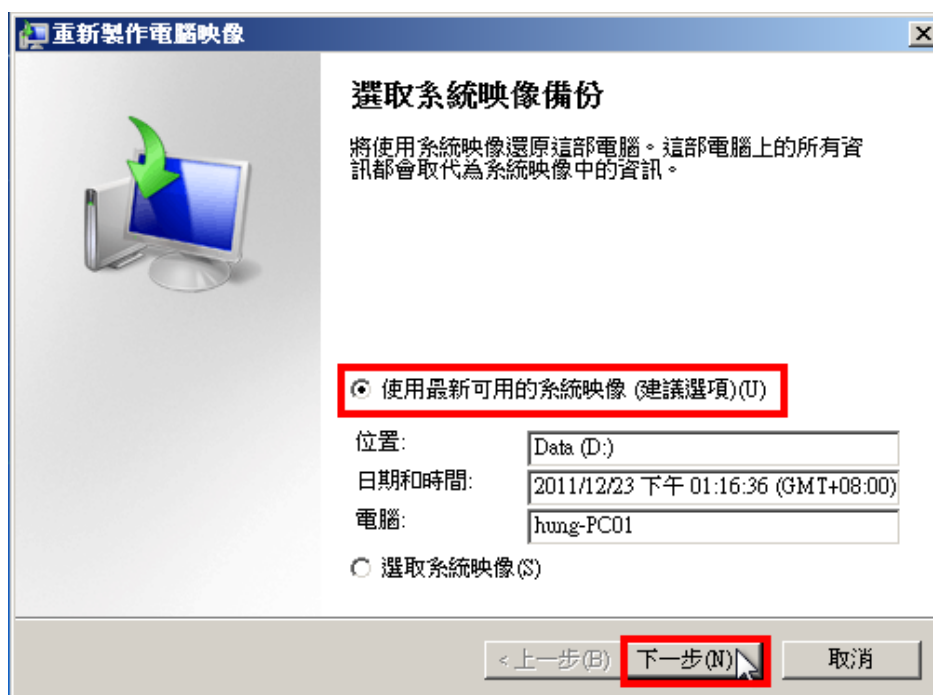 重新製作電腦映像
選取系統映像備份
將使用系統映像還原這部電腦。這部電腦上的所有資
訊都會取代為系統映像中的資訊。
使用最新可用的系統映像 (建議選項)(U)
位置: Data (D:)
日期和時間: 2011/12/23 下午 01:16:36 (GMT+08:00)
電腦: hung-PC01
選取系統映像(S)
<上一步(B) 下一步(N) 取消